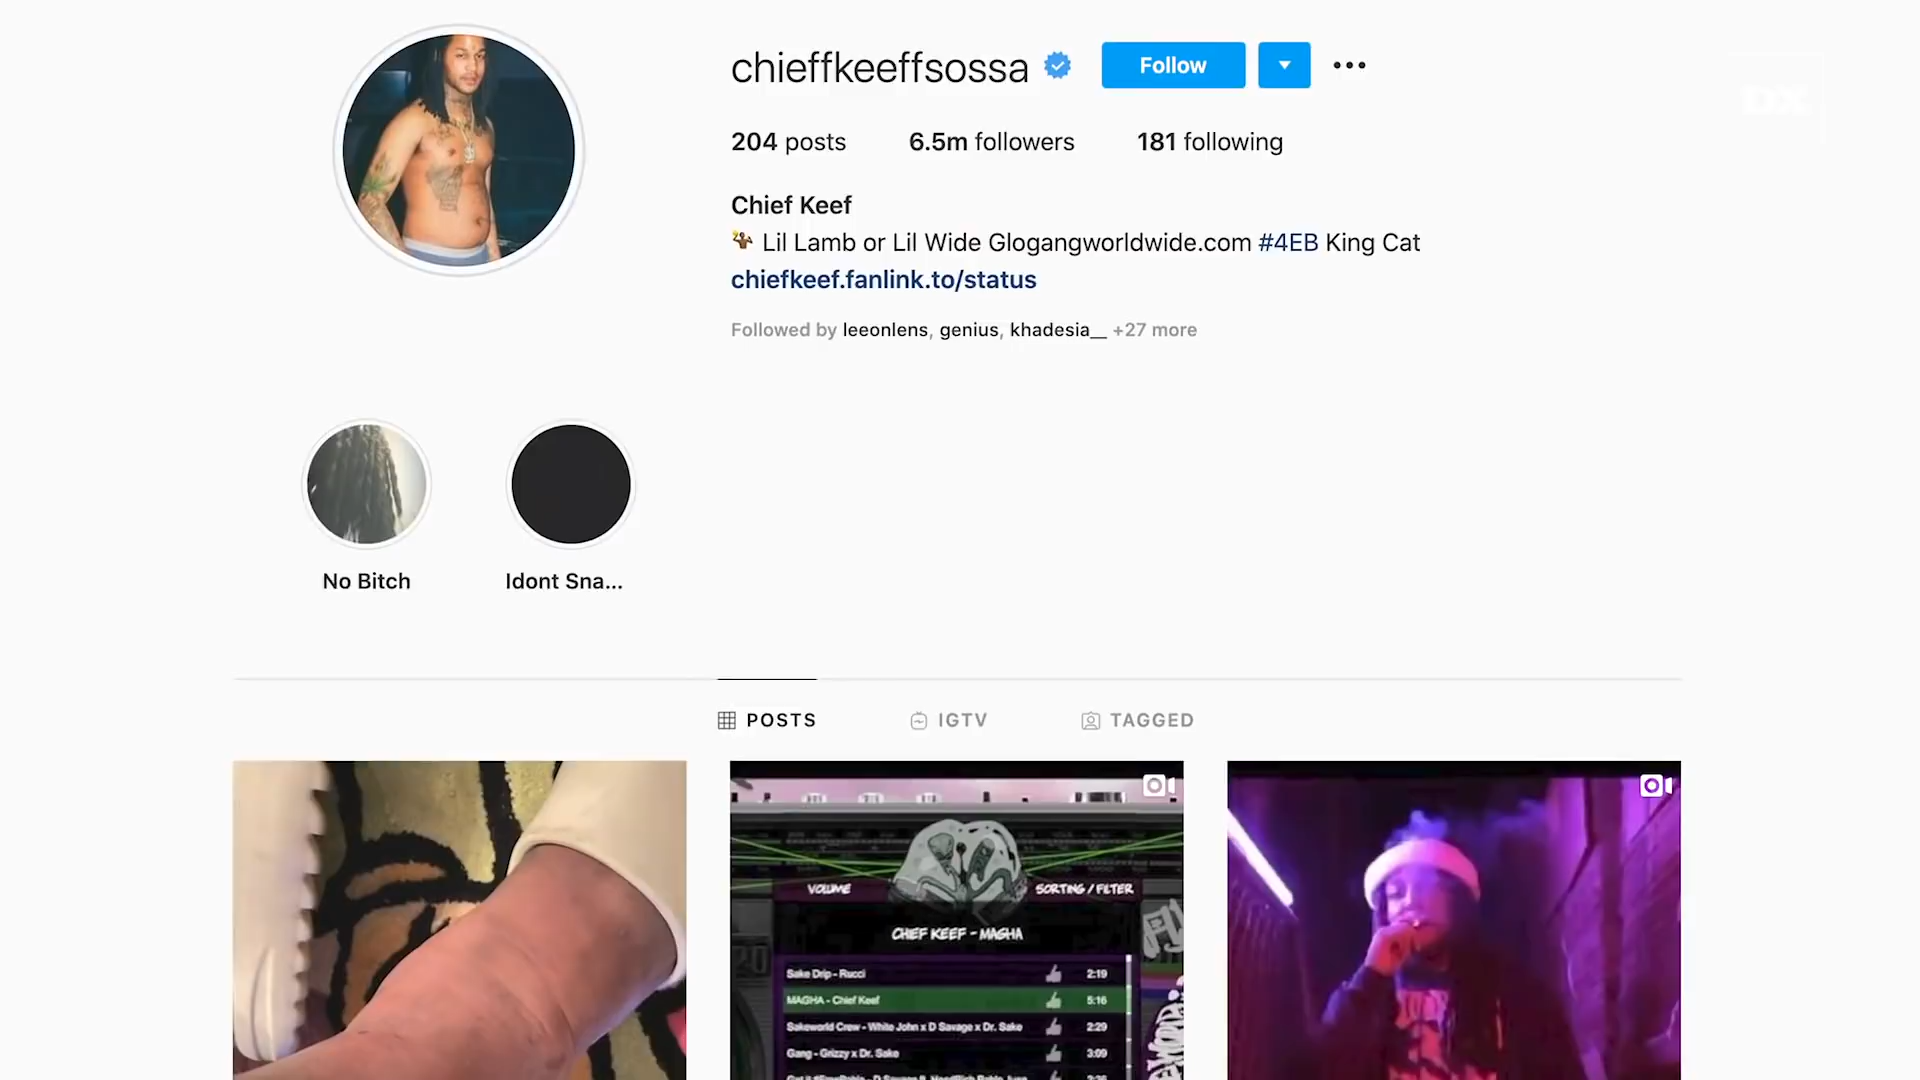 chieffkeeffsossa
Follow
DX
204 posts 6.5m followers 181 following
Chief Keef
Lil Lamb or Lil Wide Glogangworldwide.com #4EB King Cat
chiefkeef.fanlink.to/status
Followed by leeonlens, genius, khadesia__ +27 more
No Bitch
Idont Sna...
POSTS
IGTV
TAGGED
VOLUME
SORTING / FILTER
CHIEF KEEF - MAGHA
Sake Drip - Rucci 2:19
MAGHA - Chief Keef 5:16
Sakeworld Crew - White John x D Savage x Dr. Sake 2:29
Gang - Grizzy x Dr. Sake 3:09